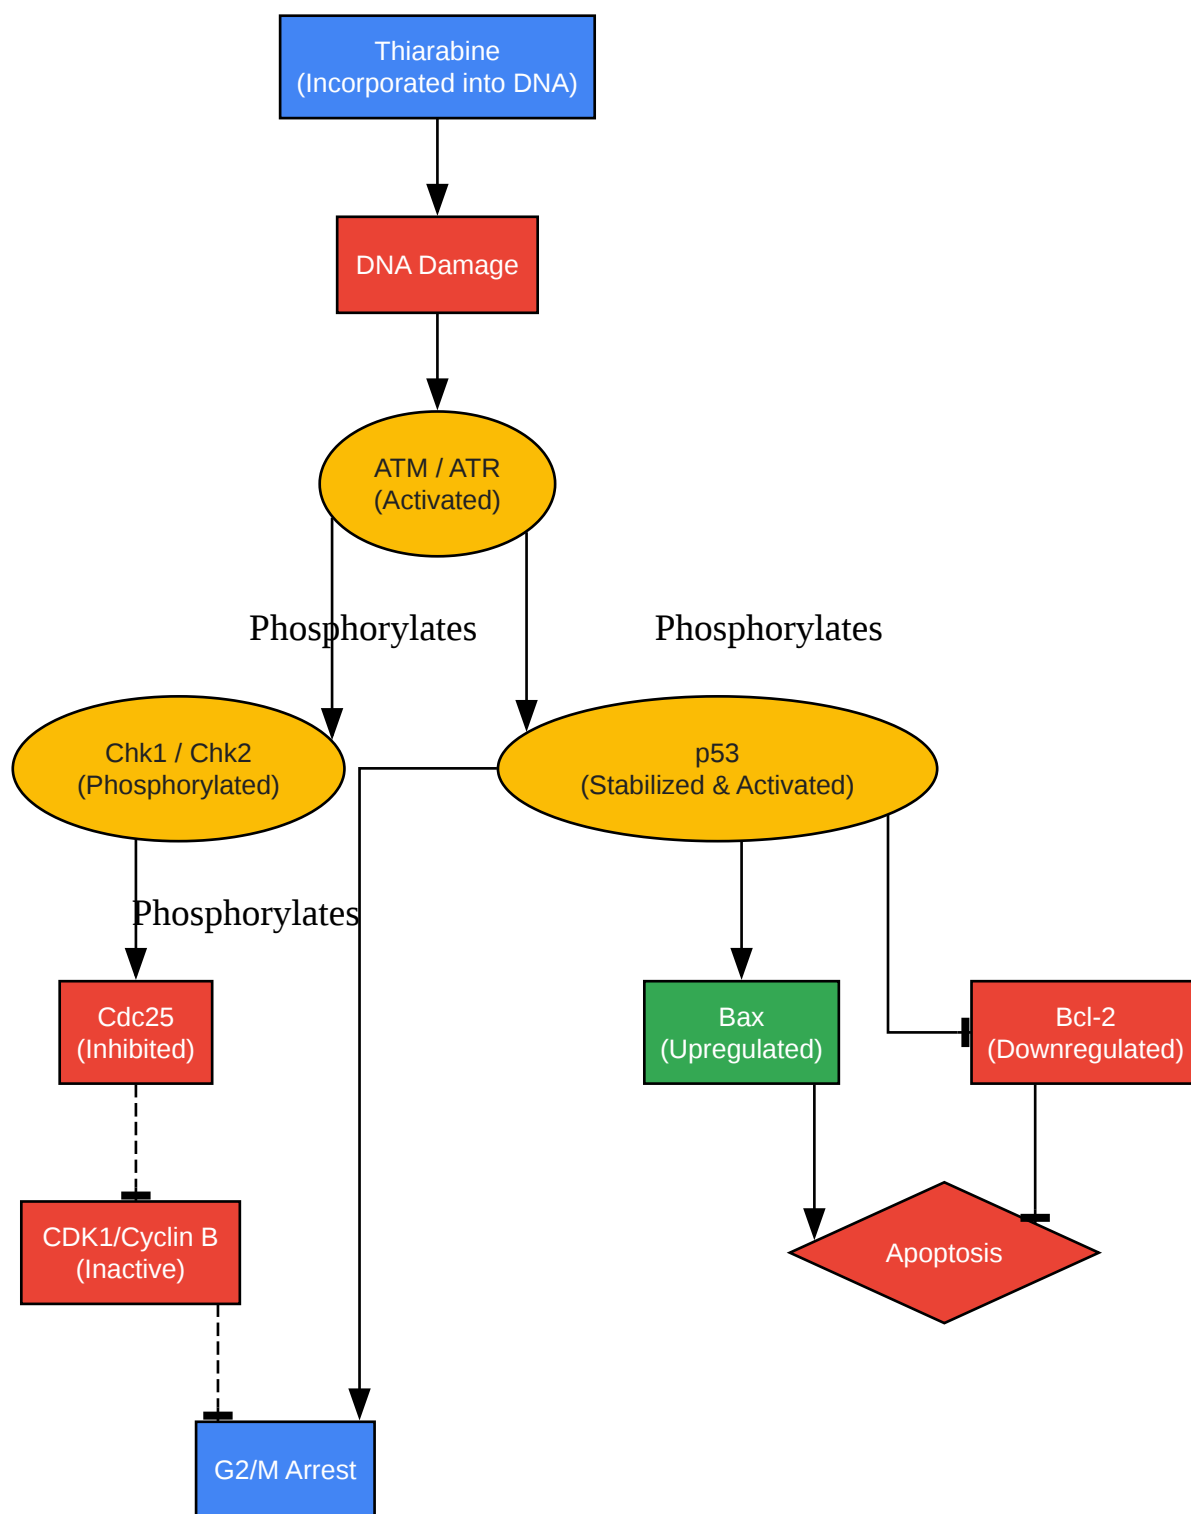 Thiarabine
(Incorporated into DNA)
DNA Damage
ATM / ATR
(Activated)
Phosphorylates
Phosphorylates
Chk1 / Chk2
(Phosphorylated)
p53
(Stabilized & Activated)
Phosphorylates
Cdc25
(Inhibited)
Bax
(Upregulated)
Bcl-2
(Downregulated)
CDK1/Cyclin B
(Inactive)
Apoptosis
G2/M Arrest